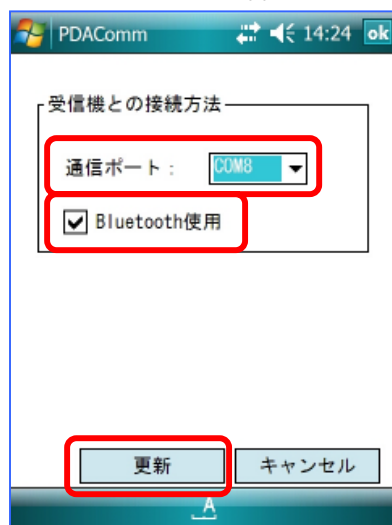 PDAComm 14:24 ok
受信機との接続方法
通信ポート： COM8
Bluetooth使用
更新 キャンセル
A